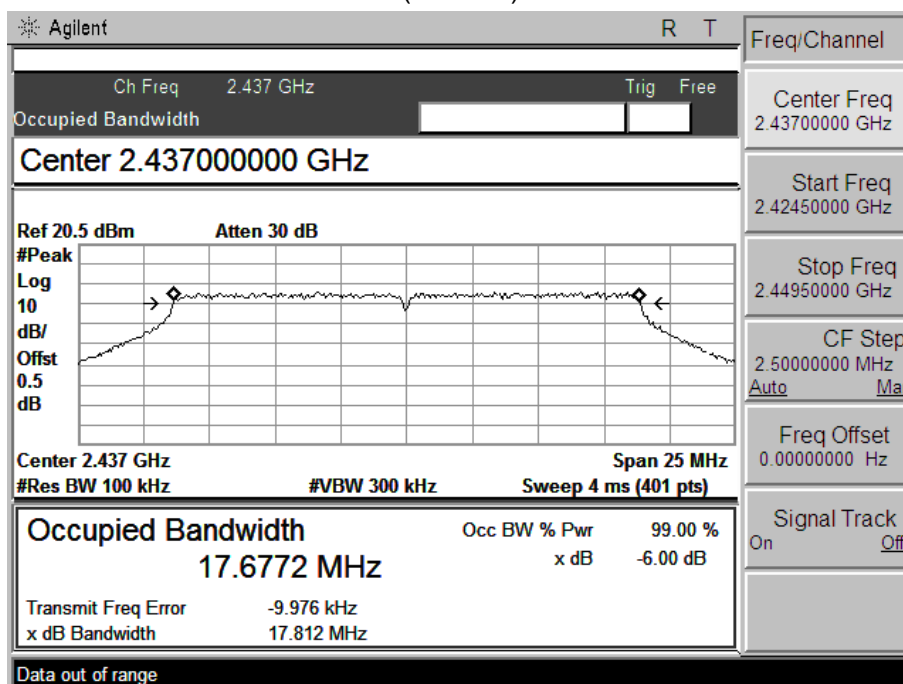 Agilent R T
Ch Freq 2.437 GHz Trig Free
Occupied Bandwidth
Center 2.437000000 GHz
Ref 20.5 dBm Atten 30 dB
#Peak
Log
10
dB/
Offst
0.5
dB
Center 2.437 GHz Span 25 MHz
#Res BW 100 kHz #VBW 300 kHz Sweep 4 ms (401 pts)
Occupied Bandwidth Occ BW % Pwr 99.00 %
17.6772 MHz x dB -6.00 dB
Transmit Freq Error -9.976 kHz
x dB Bandwidth 17.812 MHz
Data out of range
Freq/Channel
Center Freq
2.43700000 GHz
Start Freq
2.42450000 GHz
Stop Freq
2.44950000 GHz
CF Step
2.50000000 MHz
Auto Ma
Freq Offset
0.00000000 Hz
Signal Track
On Off